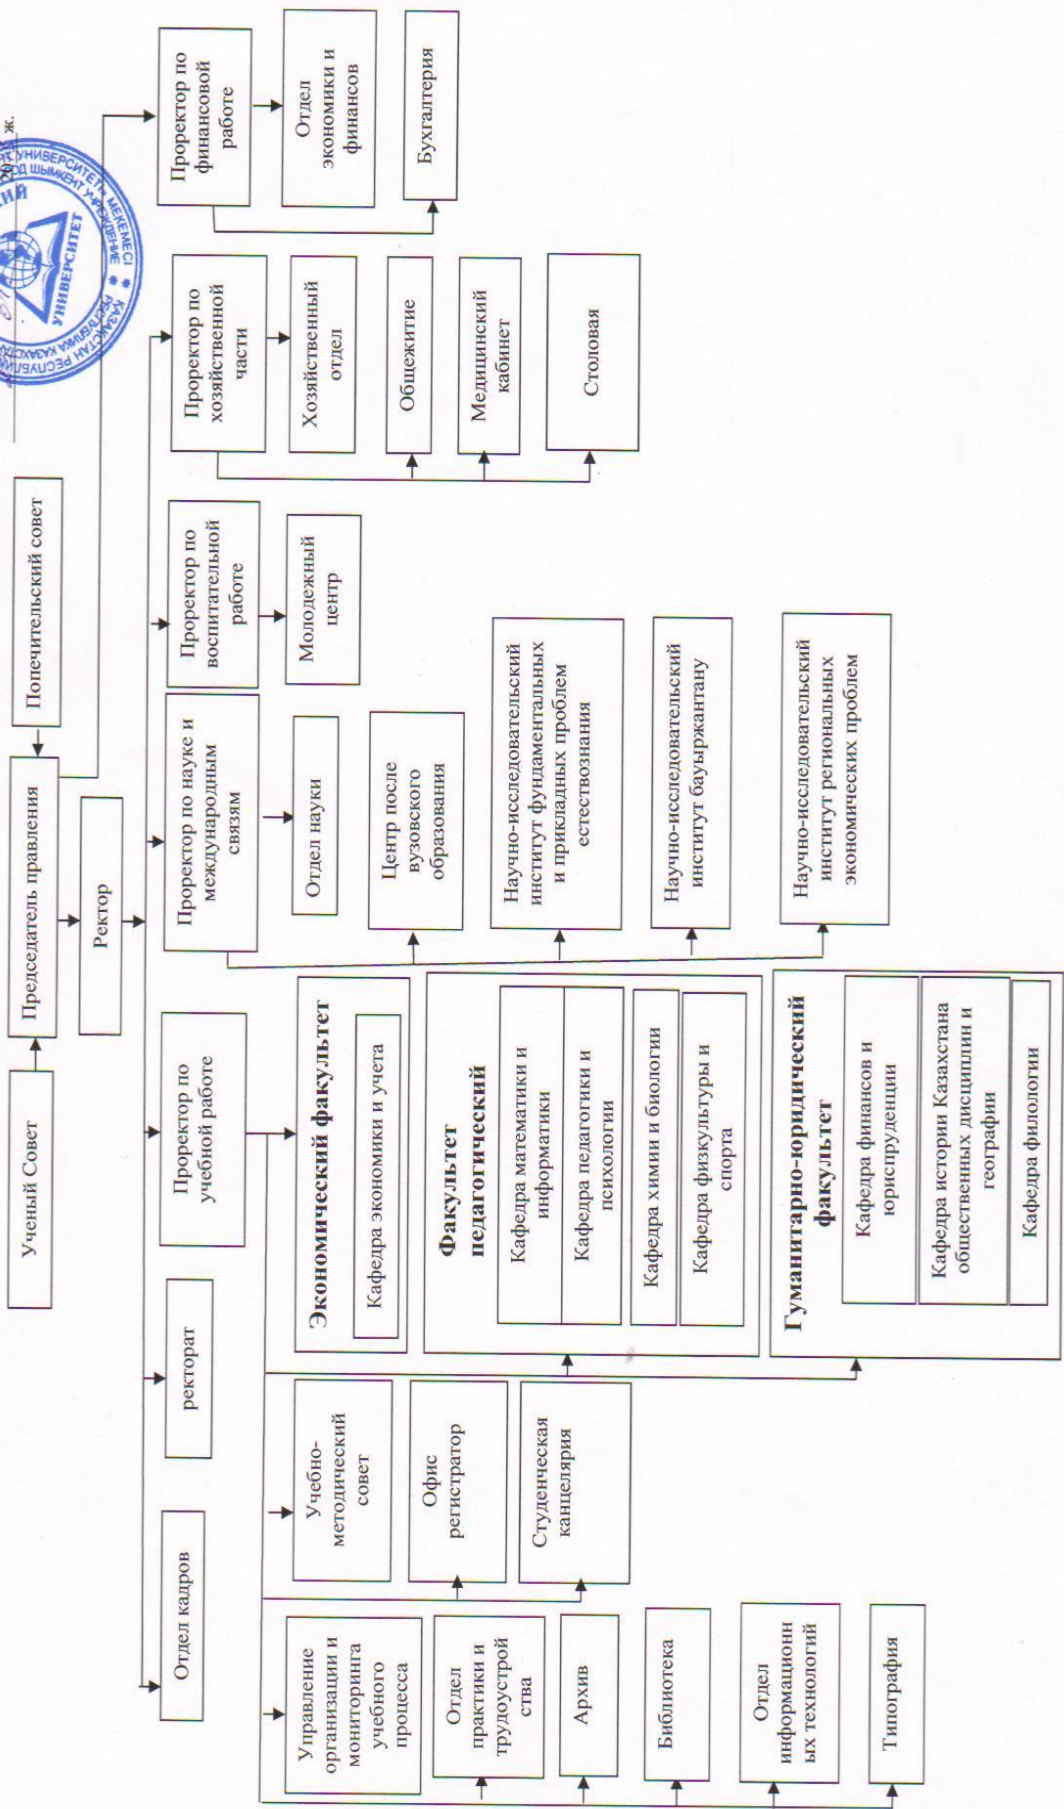 20 ж.
УНИВЕРСИТЕТ
Попечительский совет
Председатель правления
Ученый Совет
Ректор
Отдел кадров
ректорат
Проректор по
учебной работе
Проректор по науке и
международным
связям
Проректор по
воспитательной
работе
Проректор по
хозяйственной
части
Проректор по
финансовой
работе
Управление
организации и
мониторинга
учебного
процесса
Отдел
практики и
трудоустрой
ства
Архив
Библиотека
Отдел
информационн
ых технологий
Типография
Учебно-
методический
совет
Офис
регистратор
Студенческая
канцелярия
Экономический факультет
Кафедра экономики и учета
Факультет
педагогический
Кафедра математики и
информатики
Кафедра педагогики и
психологии
Кафедра химии и биологии
Кафедра физкультуры и
спорта
Гуманитарно-юридический
факультет
Кафедра финансов и
юриспруденции
Кафедра истории Казахстана
общественных дисциплин и
географии
Кафедра филологии
Отдел науки
Центр после
вузовского
образования
Научно-исследовательский
институт фундаментальных
и прикладных проблем
естествознания
Научно-исследовательский
институт бауыржантану
Научно-исследовательский
институт региональных
экономических проблем
Молодежный
центр
Хозяйственный
отдел
Общежитие
Медицинский
кабинет
Столовая
Отдел
экономики и
финансов
Бухгалтерия